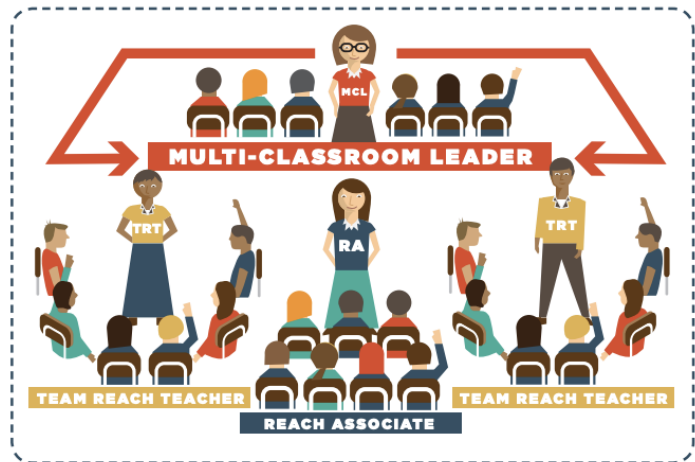 MCL
MULTI-CLASSROOM LEADER
TRT
RA
TRT
TEAM REACH TEACHER
TEAM REACH TEACHER
REACH ASSOCIATE